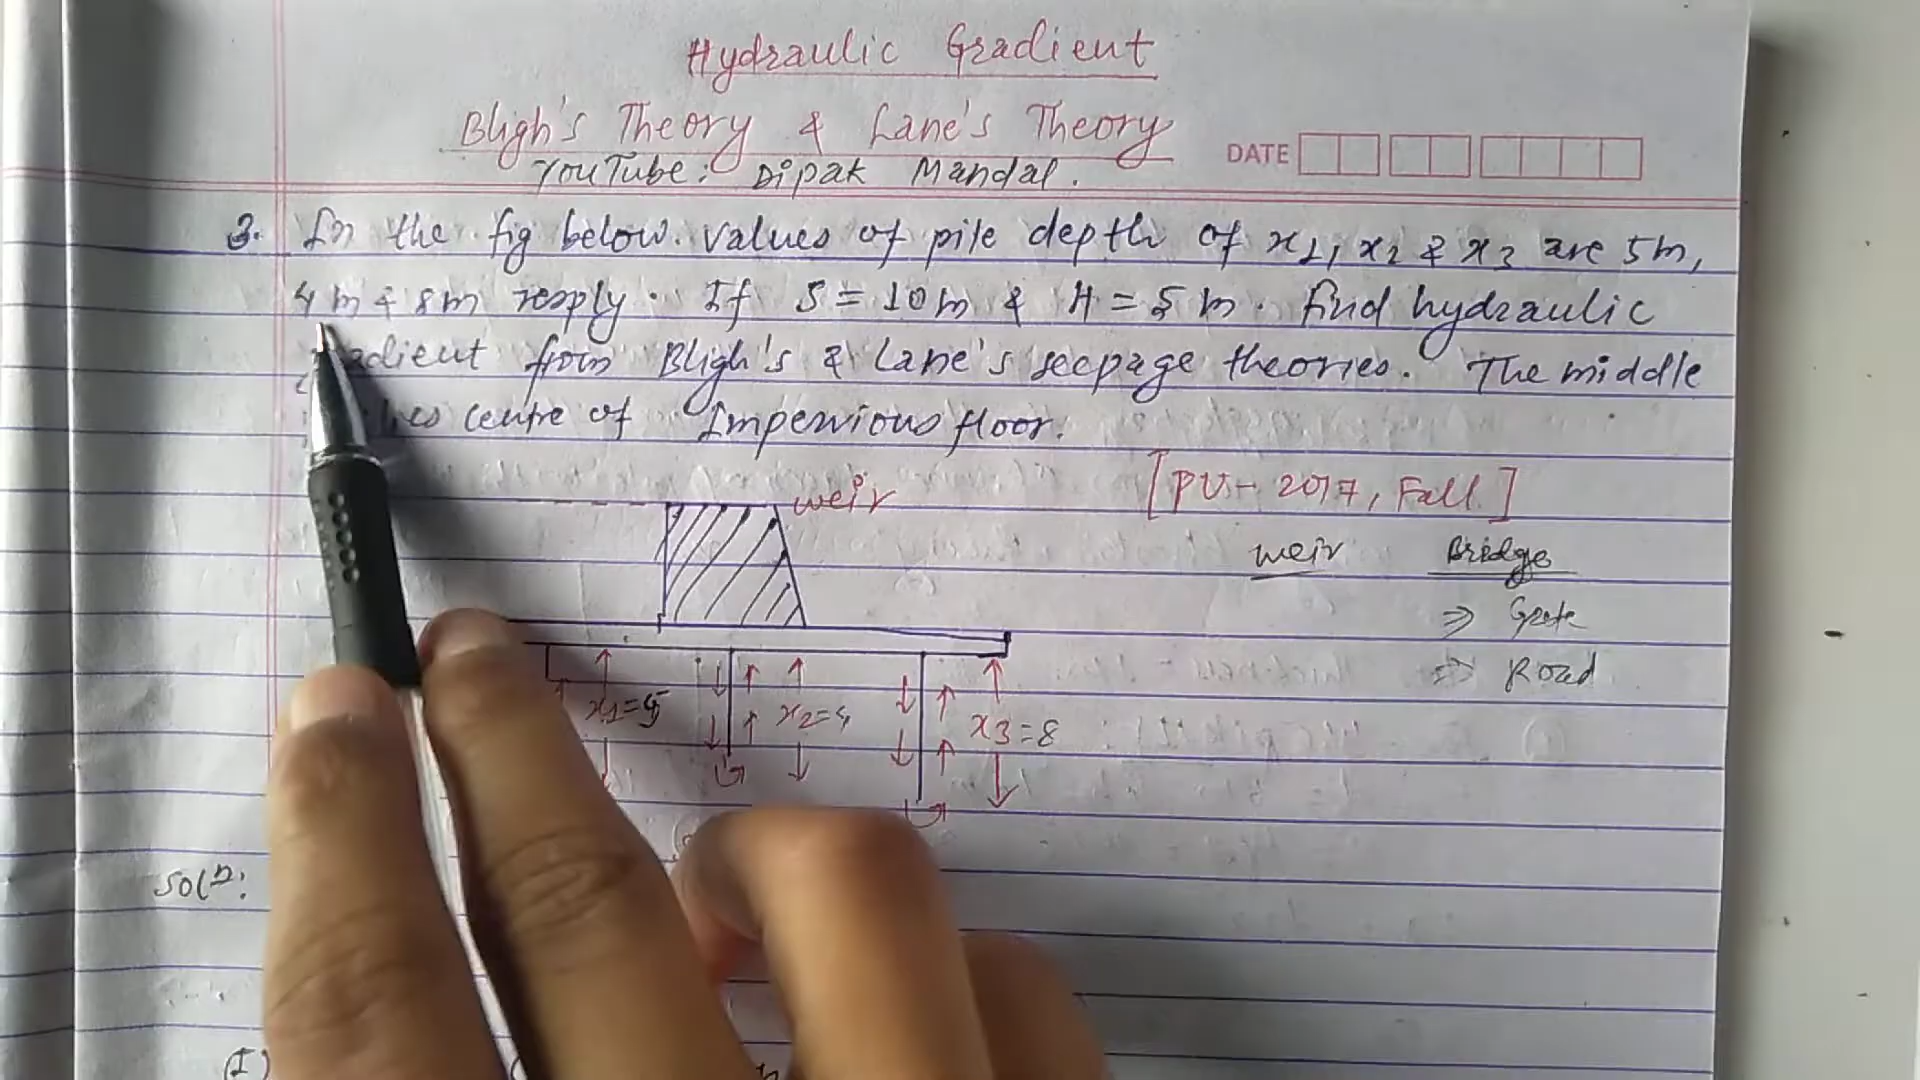 Hydraulic Gradient
Bligh's Theory & Lane's Theory
DATE
YouTube: Dipak Mandal.
3. In the fig below. values of pile depth of x1, x2 & x3 are 5m,
4m & 8m resply. If S = 10m & H = 5m. Find hydraulic
adient from Bligh's & Lane's seepage theories. The middle
lies centre of Impervious floor.
weir
[PU- 2017, Fall]
weir Bridge
⇒ Gate
⇒ Road
x1=5 x2=4 x3=8
Solⁿ:
(I)